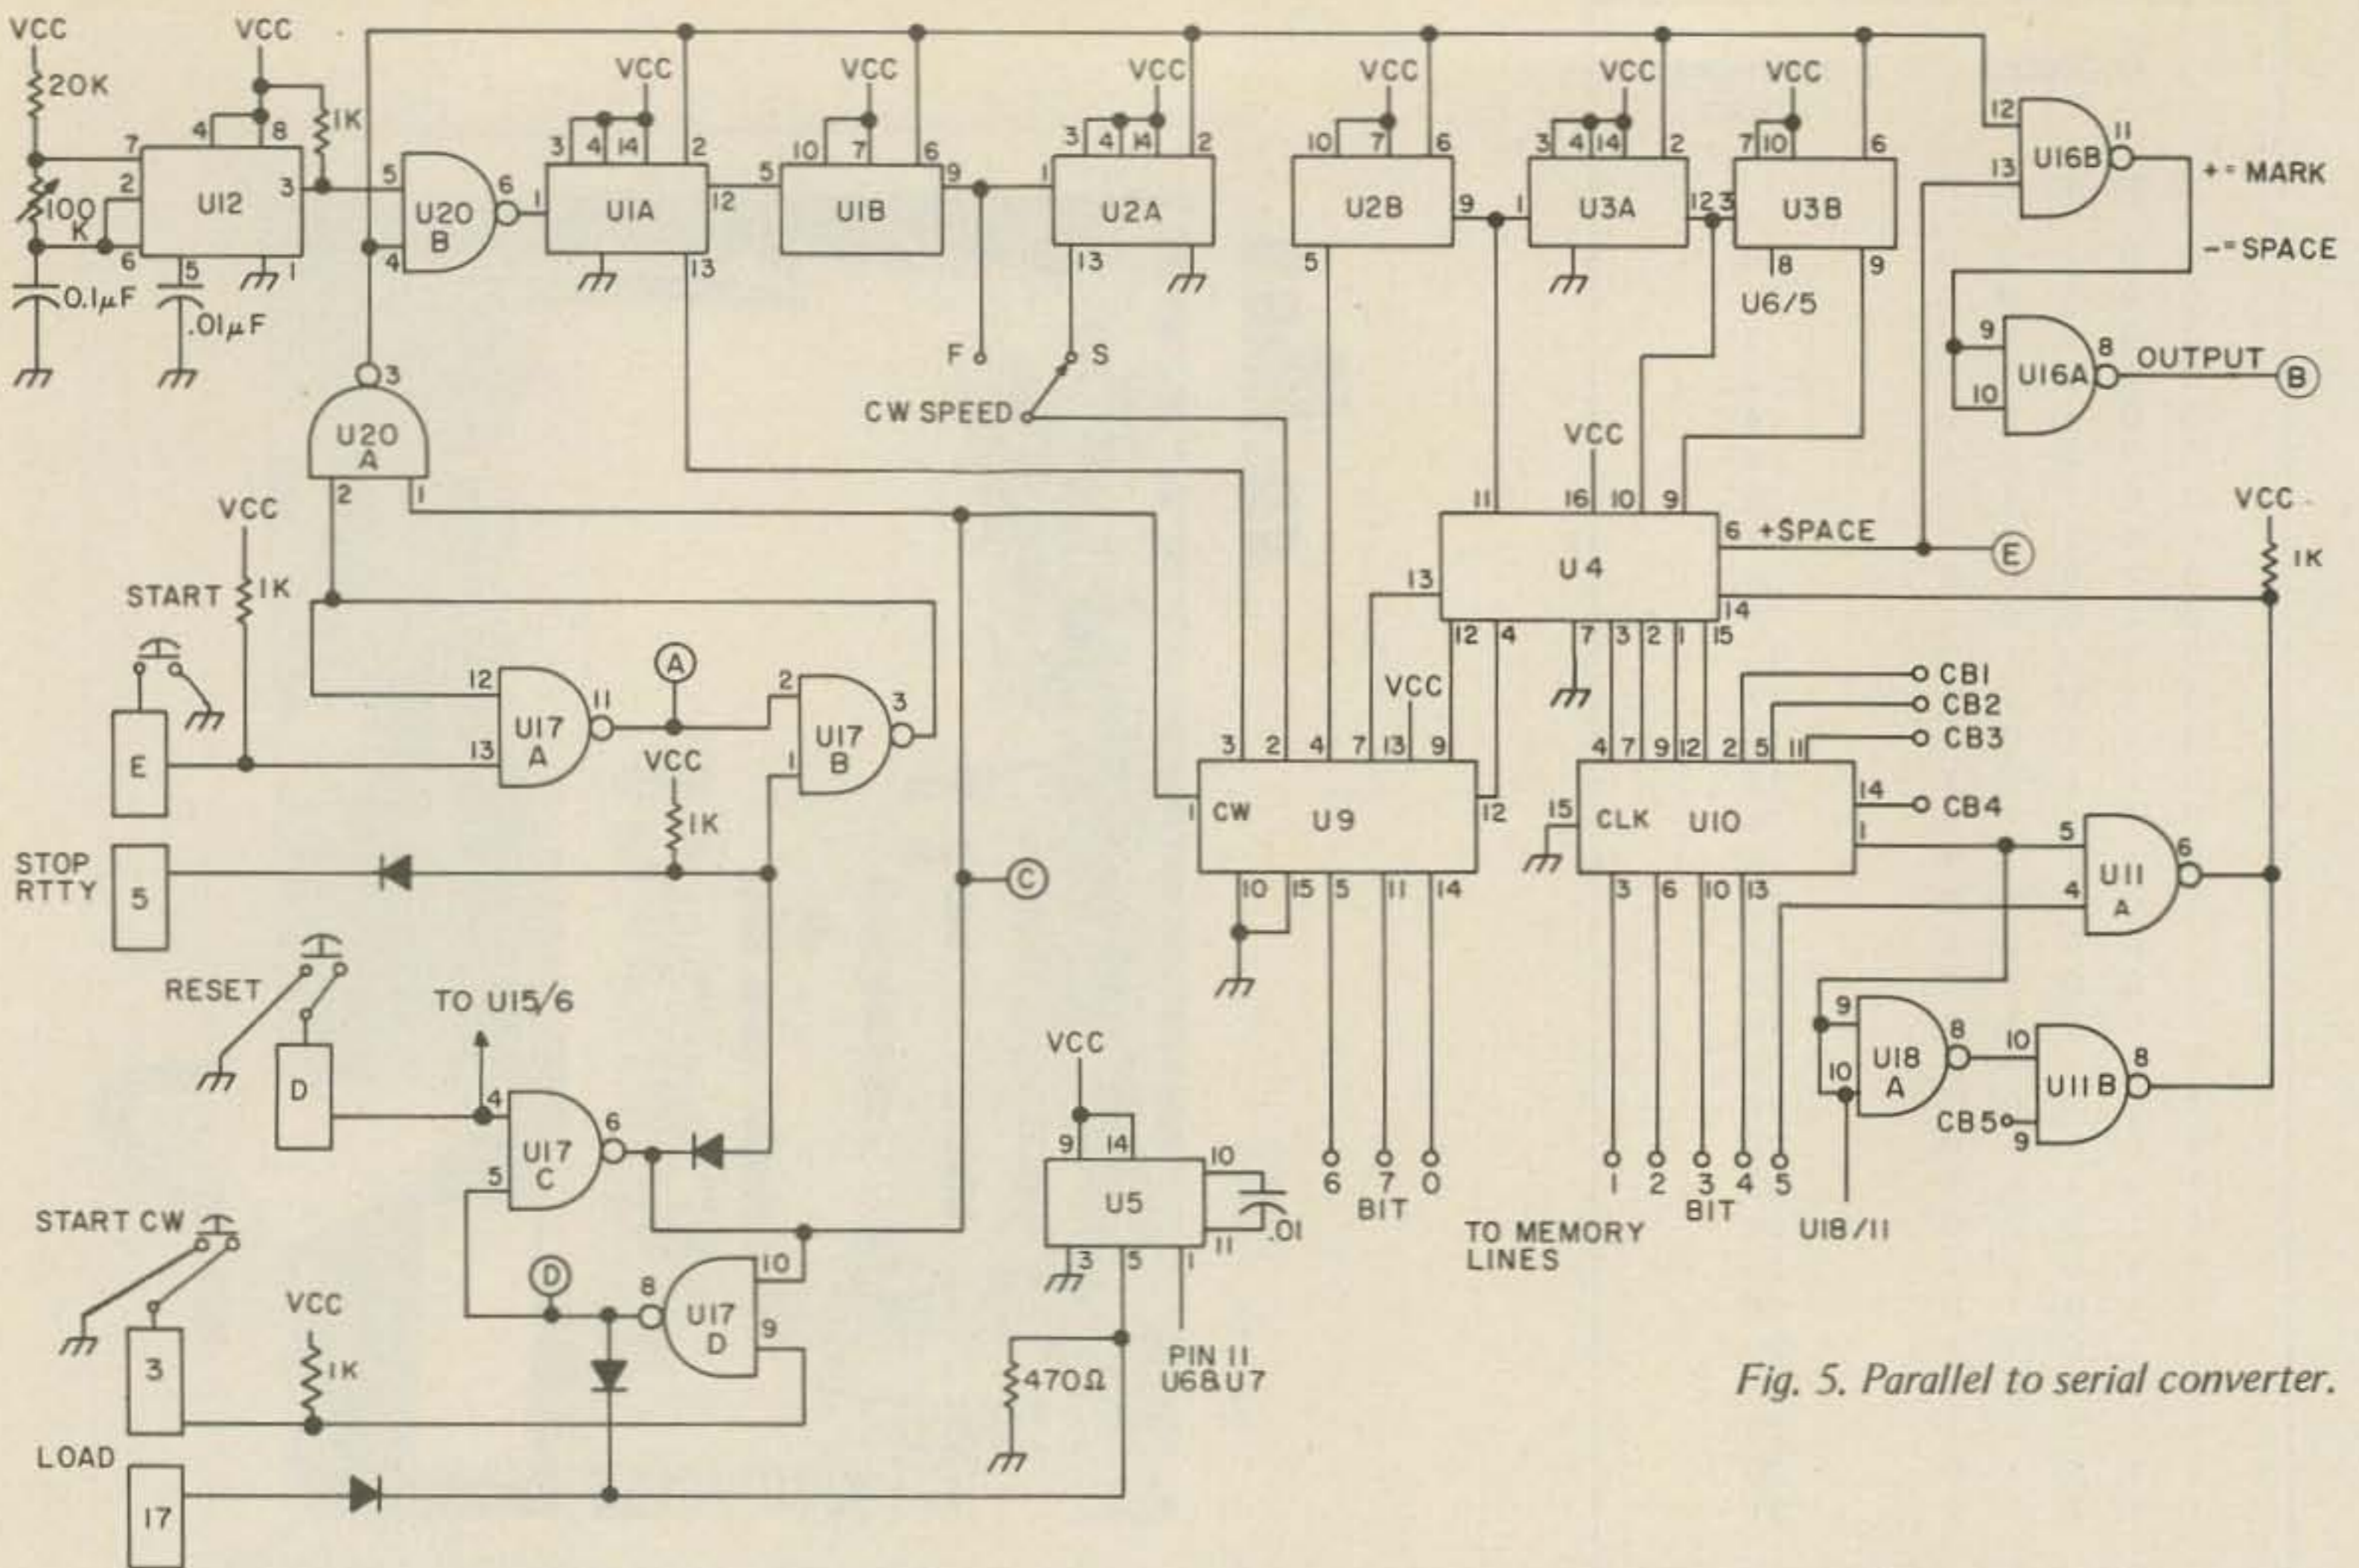 VCC
VCC
20K
VCC
VCC
VCC
VCC
VCC
VCC
1K
4
8
3
4
14
2
10
7
6
3
4
14
2
10
7
6
3
4
14
2
7
10
6
12
11
U16B
13
+ = MARK
- = SPACE
7
2
100
K
6
U12
3
5
1
0.1µF
.01µF
5
U20
B
6
4
1
U1A
12
13
5
U1B
9
1
U2A
13
2B
U2B
9
5
1
U3A
12
3
U3B
8
U6/5
9
F
S
CW SPEED
9
U16A
8
OUTPUT
B
10
3
U20
A
2
1
VCC
START
1K
VCC
11
16
10
9
U4
6
+SPACE
E
13
14
12
4
7
3
2
1
15
VCC
1K
E
12
U17
A
11
13
A
VCC
1K
2
U17
B
3
1
STOP
RTTY
5
C
VCC
3
2
4
7
13
9
1
CW
U9
12
10
15
5
11
14
4
7
9
12
2
5
11
15
CLK
U10
14
1
3
6
10
13
CB1
CB2
CB3
CB4
5
U11
A
6
4
RESET
D
TO U15/6
4
U17
C
6
5
9
U18
A
8
10
10
U11B
8
CB5
9
U18/11
6
7
0
BIT
TO MEMORY
LINES
1
2
3
4
5
BIT
START CW
3
VCC
1K
D
8
U17
D
10
9
VCC
9
14
U5
10
11
.01
3
5
1
470Ω
PIN 11
U6&U7
LOAD
17
Fig. 5. Parallel to serial converter.